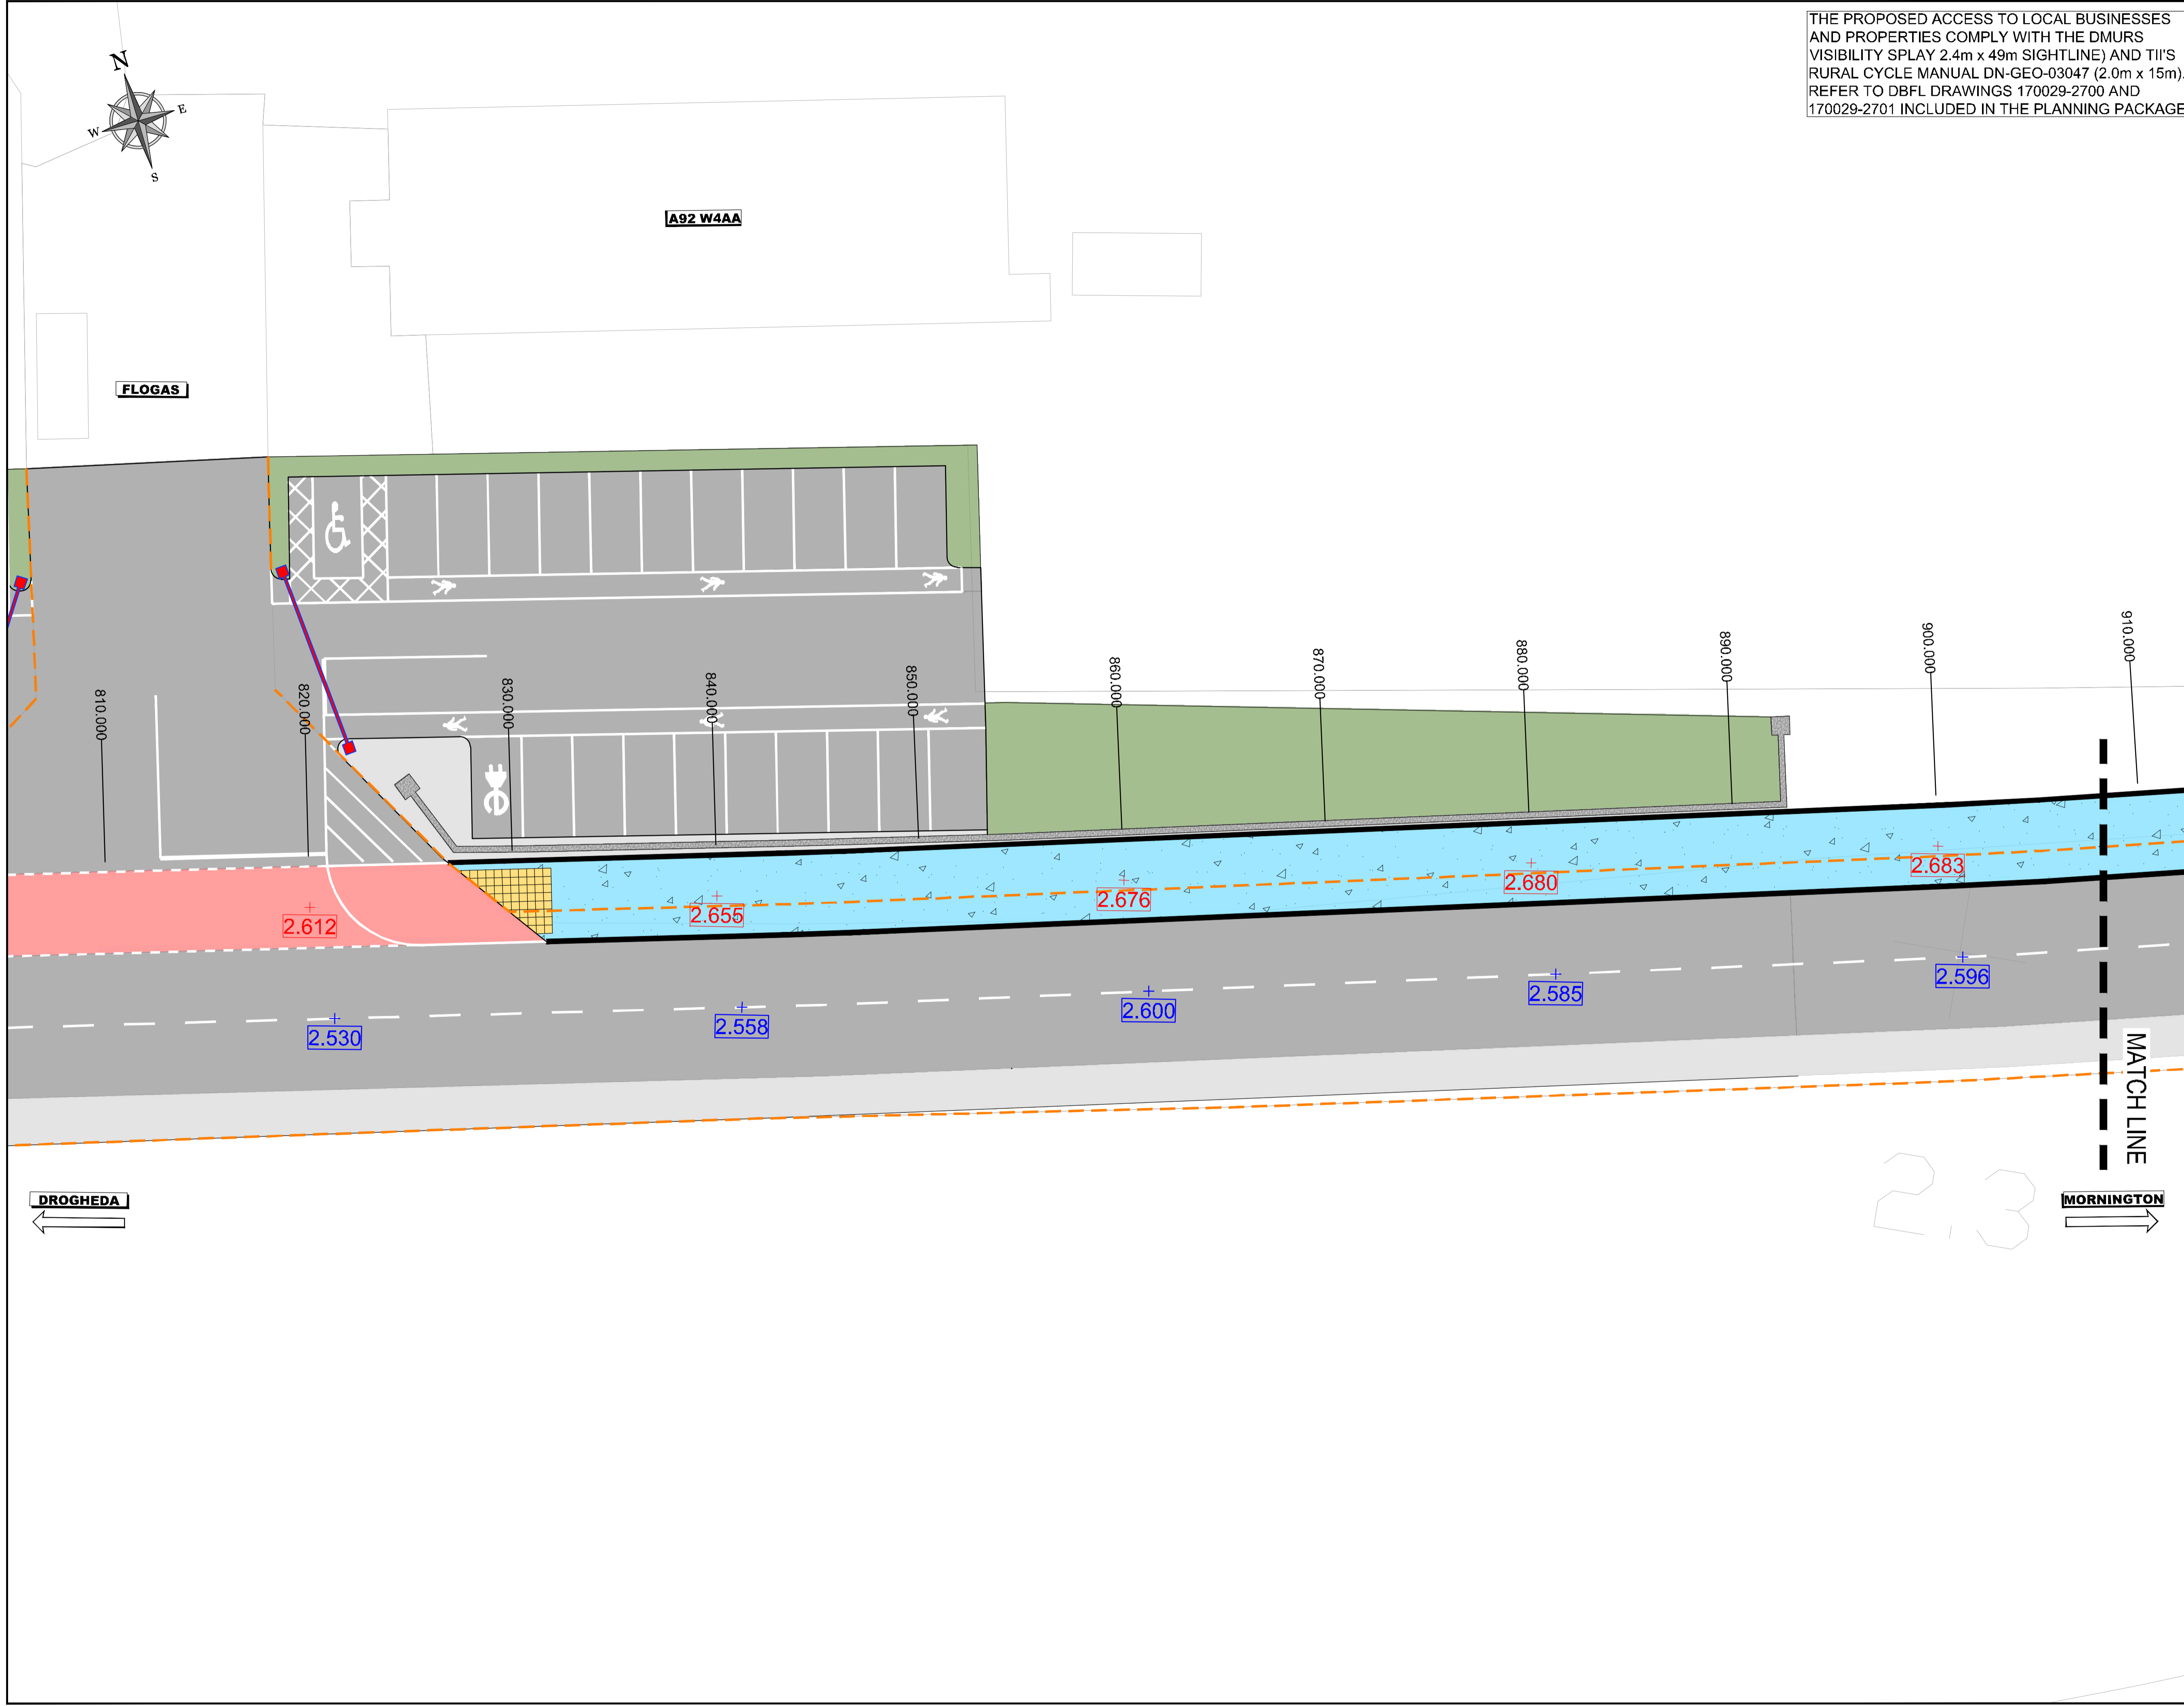 THE PROPOSED ACCESS TO LOCAL BUSINESSES
AND PROPERTIES COMPLY WITH THE DMURS
VISIBILITY SPLAY 2.4m x 49m SIGHTLINE) AND TII'S
RURAL CYCLE MANUAL DN-GEO-03047 (2.0m x 15m).
REFER TO DBFL DRAWINGS 170029-2700 AND
170029-2701 INCLUDED IN THE PLANNING PACKAGE
N
E
W
S
A92 W4AA
FLOGAS
810.000
820.000
830.000
840.000
850.000
860.000
870.000
880.000
890.000
900.000
910.000
2.612
2.655
2.676
2.680
2.683
2.530
2.558
2.600
2.585
2.596
MATCH LINE
2.3
DROGHEDA
MORNINGTON